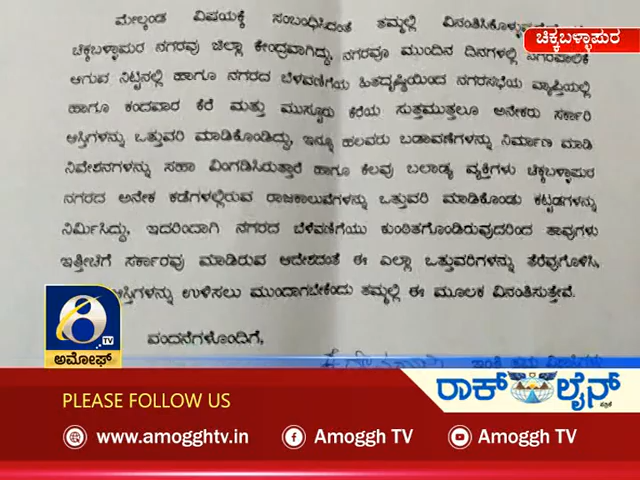 ಮೇಲ್ಕಂಡ ವಿಷಯಕ್ಕೆ ಸಂಬಂಧಿಸಿದಂತೆ ತಮ್ಮಲ್ಲಿ
ಚಿಕ್ಕಬಳ್ಳಾಪುರ
ಚಿಕ್ಕಬಳ್ಳಾಪುರ ನಗರವು ಜಿಲ್ಲಾ ಕೇಂದ್ರವಾಗಿದ್ದು, ನಗರವೂ ಮುಂದಿನ ದಿನಗಳಲ್ಲಿ ನಗರಪಾಲಿಕೆ
ಆಗುವ ನಿಟ್ಟಿನಲ್ಲಿ ಹಾಗೂ ನಗರದ ಬೆಳವಣಿಗೆಯ ಹಿತದೃಷ್ಠಿಯಿಂದ ನಗರಸಭೆಯ ವ್ಯಾಪ್ತಿಯಲ್ಲಿ
ಹಾಗೂ ಕಂದವಾರ ಕೆರೆ ಮತ್ತು ಮುಸ್ಟೂರು ಕೆರೆಯ ಸುತ್ತಮುತ್ತಲೂ ಅನೇಕರು ಸರ್ಕಾರಿ
ಆಸ್ತಿಗಳನ್ನು ಒತ್ತುವರಿ ಮಾಡಿಕೊಂಡಿದ್ದು, ಇನ್ನೂ ಹಲವರು ಬಡಾವಣೆಗಳನ್ನು ನಿರ್ಮಾಣ ಮಾಡಿ
ನಿವೇಶನಗಳನ್ನು ಸಹಾ ವಿಂಗಡಿಸಿರುತ್ತಾರೆ ಹಾಗೂ ಕೆಲವು ಬಲಾಡ್ಯ ವ್ಯಕ್ತಿಗಳು ಚಿಕ್ಕಬಳ್ಳಾಪುರ
ನಗರದ ಅನೇಕ ಕಡೆಗಳಲ್ಲಿರುವ ರಾಜಕಾಲುವೆಗಳನ್ನು ಒತ್ತುವರಿ ಮಾಡಿಕೊಂಡು ಕಟ್ಟಡಗಳನ್ನು
ನಿರ್ಮಿಸಿದ್ದು, ಇದರಿಂದಾಗಿ ನಗರದ ಬೆಳವಣಿಗೆಯು ಕುಂಠಿತಗೊಂಡಿರುವುದರಿಂದ ತಾವುಗಳು
ಇತ್ತೀಚೆಗೆ ಸರ್ಕಾರವು ಮಾಡಿರುವ ಆದೇಶದಂತೆ ಈ ಎಲ್ಲಾ ಒತ್ತುವರಿಗಳನ್ನು ತೆರೆವುಗೊಳಿಸಿ,
ಆಸ್ತಿಗಳನ್ನು ಉಳಿಸಲು ಮುಂದಾಗಬೇಕೆಂದು ತಮ್ಮಲ್ಲಿ ಈ ಮೂಲಕ ವಿನಂತಿಸುತ್ತೇವೆ.
ವಂದನೆಗಳೊಂದಿಗೆ,
TV
ಅಮೋಘ್
ರಾಕ್ ಲೈನ್ಸ್
PLEASE FOLLOW US
www.amogghtv.in Amoggh TV Amoggh TV